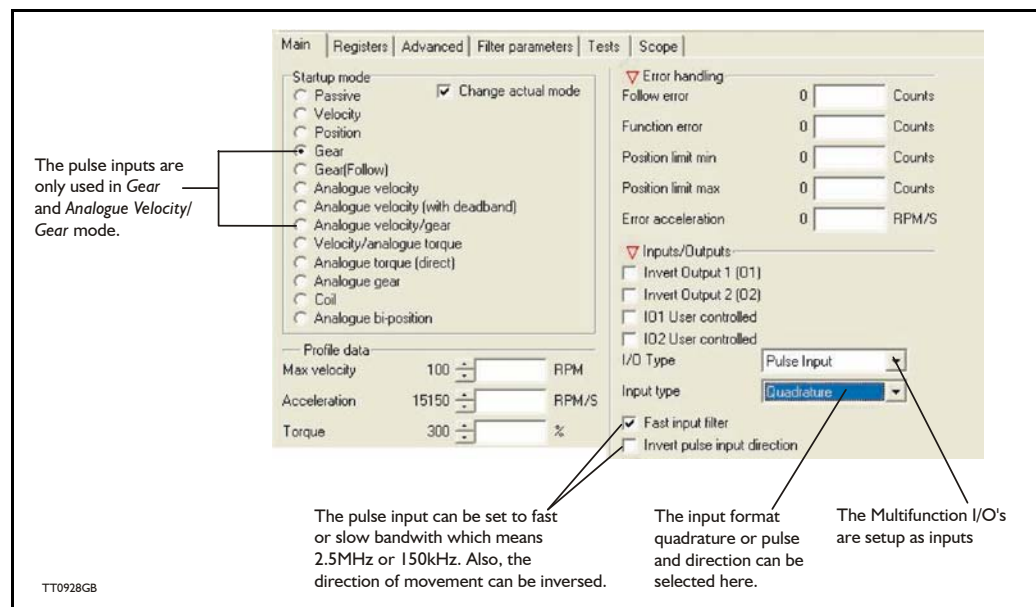 Main Registers Advanced Filter parameters Tests Scope
Startup mode
Passive
Change actual mode
Velocity
Position
Gear
Gear(Follow)
Analogue velocity
Analogue velocity (with deadband)
Analogue velocity/gear
Velocity/analogue torque
Analogue torque (direct)
Analogue gear
Coil
Analogue bi-position
Profile data
Max velocity 100 RPM
Acceleration 15150 RPM/S
Torque 300 %
Error handling
Follow error 0 Counts
Function error 0 Counts
Position limit min 0 Counts
Position limit max 0 Counts
Error acceleration 0 RPM/S
Inputs/Outputs
Invert Output 1 (O1)
Invert Output 2 (O2)
IO1 User controlled
IO2 User controlled
I/O Type Pulse Input
Input type Quadrature
Fast input filter
Invert pulse input direction
The pulse inputs are
only used in Gear
and Analogue Velocity/
Gear mode.
The pulse input can be set to fast
or slow bandwith which means
2.5MHz or 150kHz. Also, the
direction of movement can be inversed.
The input format
quadrature or pulse
and direction can be
selected here.
The Multifunction I/O's
are setup as inputs
TT0928GB